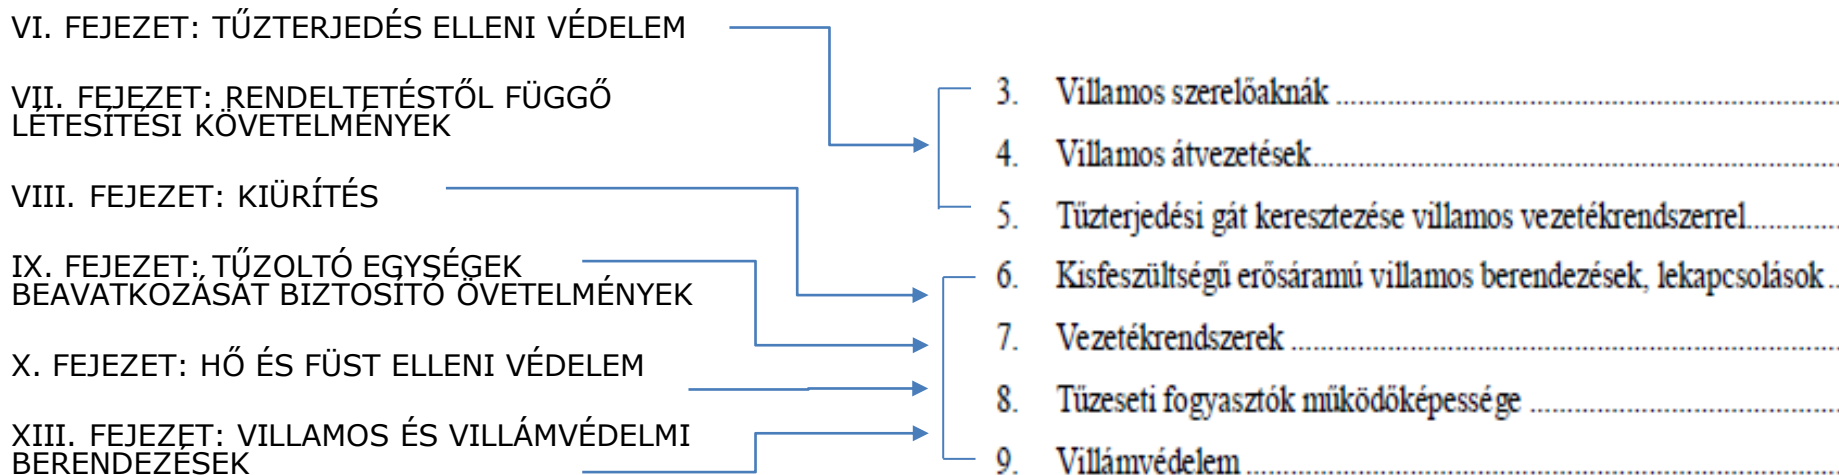 VI. FEJEZET: TŰZTERJEDÉS ELLENI VÉDELEM
VII. FEJEZET: RENDELTETÉSTŐL FÜGGŐ
LÉTESÍTÉSI KÖVETELMÉNYEK
VIII. FEJEZET: KIÜRÍTÉS
IX. FEJEZET: TŰZOLTÓ EGYSÉGEK
BEAVATKOZÁSÁT BIZTOSÍTÓ ÖVETELMÉNYEK
X. FEJEZET: HŐ ÉS FÜST ELLENI VÉDELEM
XIII. FEJEZET: VILLAMOS ÉS VILLÁMVÉDELMI
BERENDEZÉSEK
3. Villamos szerelőaknák
4. Villamos átvezetések
5. Tűzterjedési gát keresztezése villamos vezetékrendszerrel
6. Kisfeszültségű erősáramú villamos berendezések, lekapcsolások
7. Vezetékrendszerek
8. Tűzeseti fogyasztók működőképessége
9. Villámvédelem